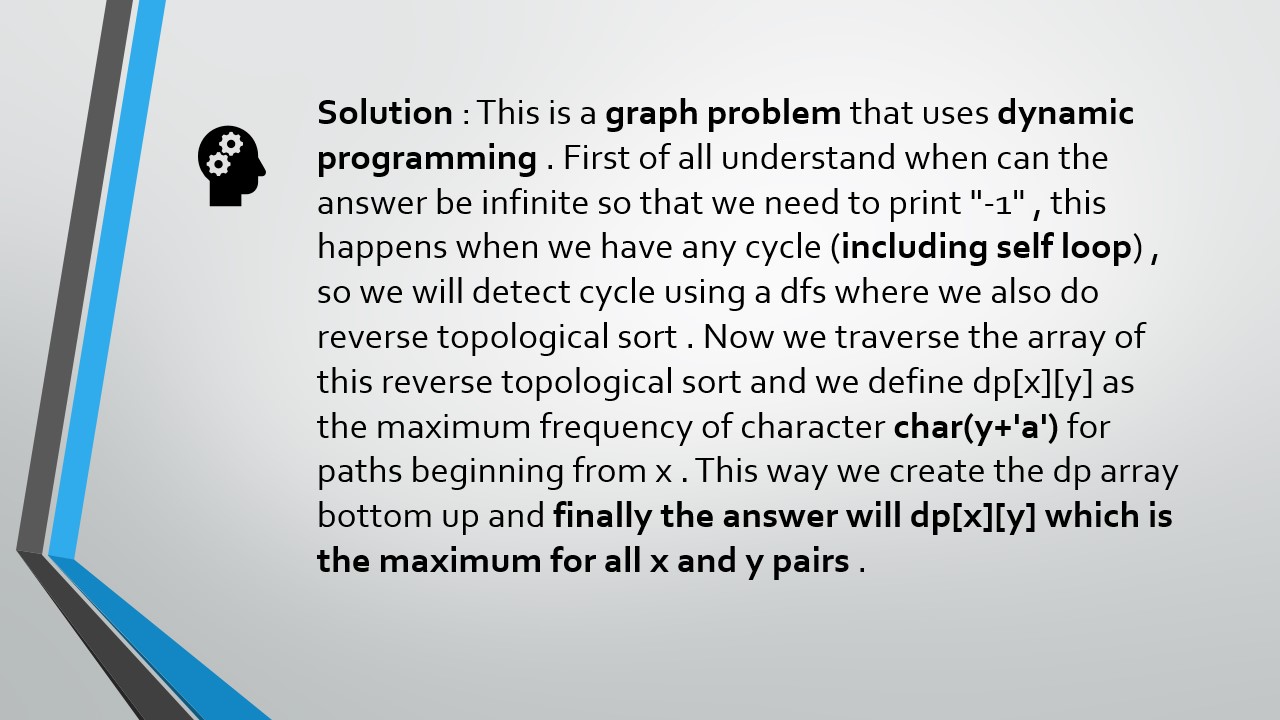 Solution : This is a graph problem that uses dynamic
programming . First of all understand when can the
answer be infinite so that we need to print "-1" , this
happens when we have any cycle (including self loop) ,
so we will detect cycle using a dfs where we also do
reverse topological sort . Now we traverse the array of
this reverse topological sort and we define dp[x][y] as
the maximum frequency of character char(y+'a') for
paths beginning from x . This way we create the dp array
bottom up and finally the answer will dp[x][y] which is
the maximum for all x and y pairs .